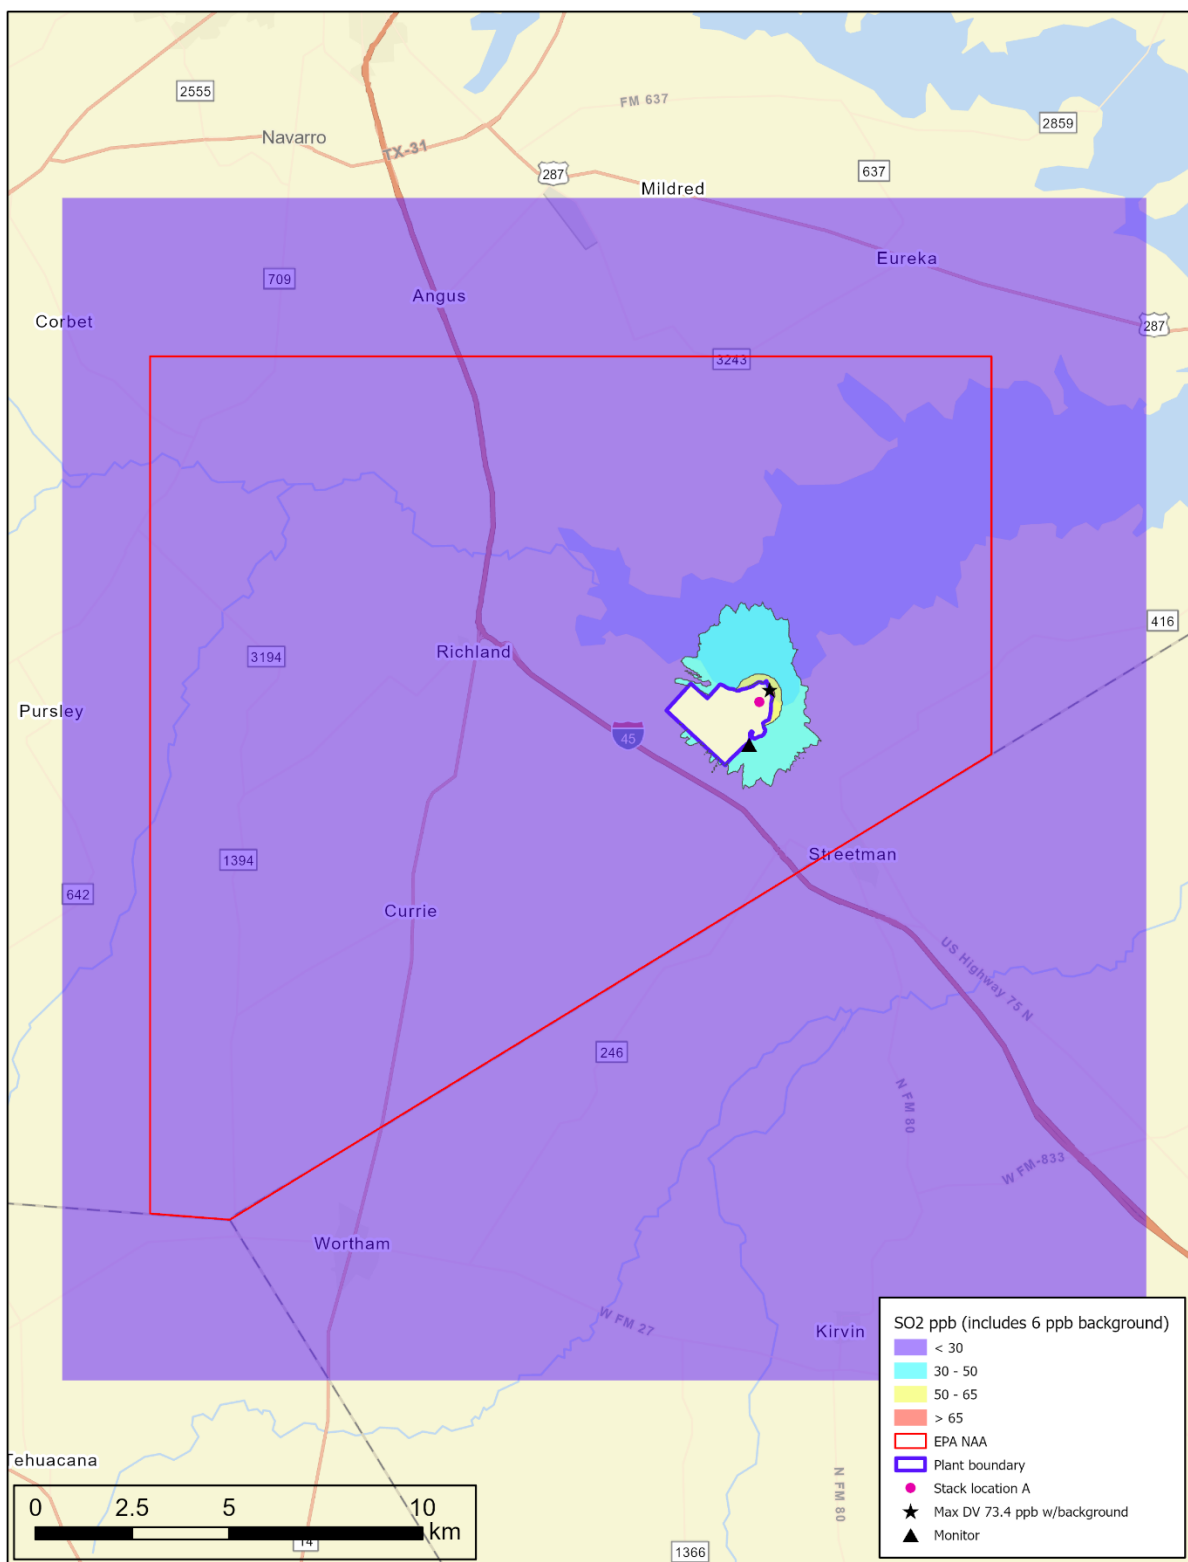 2555
FM 637
2859
Navarro
TX-31
287
637
Mildred
Eureka
709
Angus
Corbet
287
3243
416
Richland
3194
Pursley
45
Streetman
1394
642
Currie
US Highway 75 N
246
N FM 80
W FM-833
Wortham
W FM 27
Kirvin
SO2 ppb (includes 6 ppb background)
< 30
30 - 50
50 - 65
> 65
EPA NAA
Plant boundary
Stack location A
Max DV 73.4 ppb w/background
Monitor
Tehuacana
N FM 80
0 2.5 5 10
km
14
1366